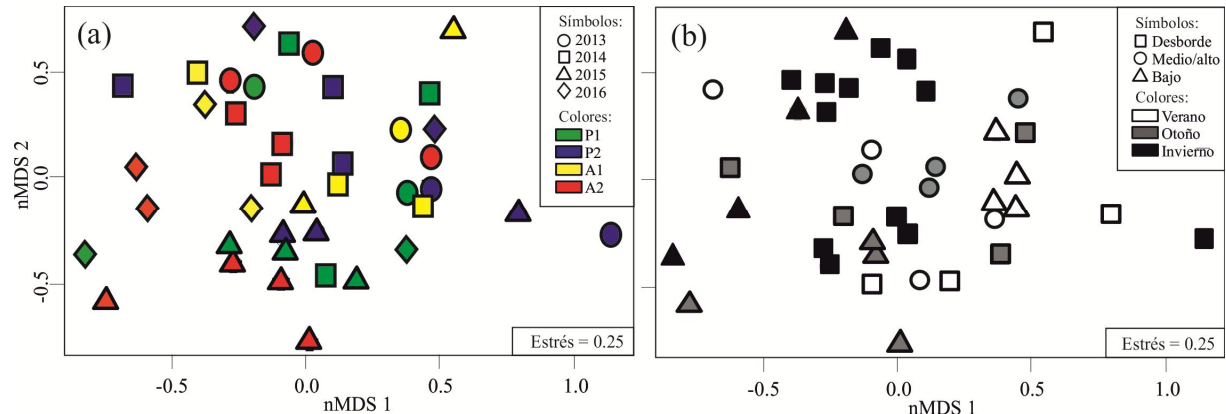 (a)
Símbolos:
2013
2014
2015
2016
Colores:
P1
P2
A1
A2
Estrés = 0.25
nMDS 2
0.5
0.0
-0.5
-0.5
0.0
0.5
1.0
nMDS 1
(b)
Símbolos:
Desborde
Medio/alto
Bajo
Colores:
Verano
Otoño
Invierno
Estrés = 0.25
-0.5
0.0
0.5
1.0
nMDS 1